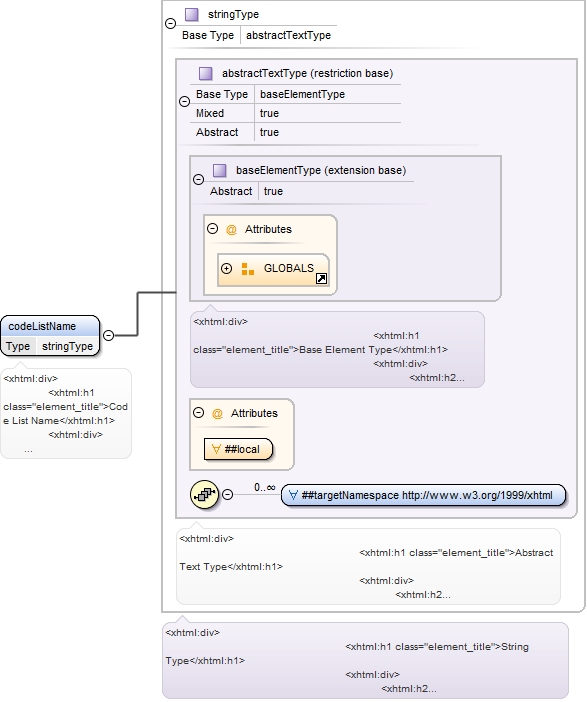 stringType
Base Type abstractTextType
abstractTextType (restriction base)
Base Type baseElementType
Mixed true
Abstract true
baseElementType (extension base)
Abstract true
@ Attributes
GLOBALS
<xhtml:div>
<xhtml:h1
class="element_title">Base Element Type</xhtml:h1>
<xhtml:div>
<xhtml:h2...
codeListName
Type stringType
<xhtml:div>
<xhtml:h1
class="element_title">Cod
e List Name</xhtml:h1>
<xhtml:div>
...
@ Attributes
∀ ##local
0..∞
∀ ##targetNamespace http://www.w3.org/1999/xhtml
<xhtml:div>
<xhtml:h1 class="element_title">Abstract
Text Type</xhtml:h1>
<xhtml:div>
<xhtml:h2...
<xhtml:div>
<xhtml:h1 class="element_title">String
Type</xhtml:h1>
<xhtml:div>
<xhtml:h2...